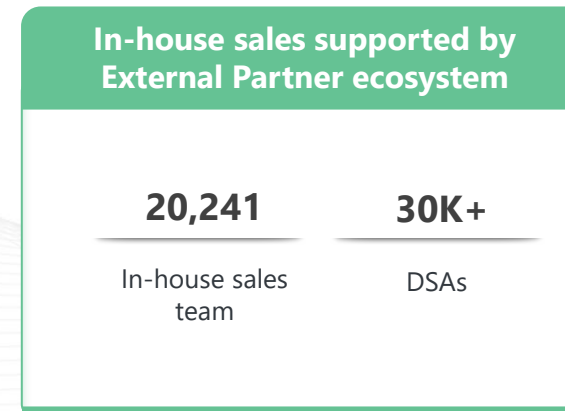 In-house sales supported by
External Partner ecosystem
20,241
30K+
In-house sales
team
DSAs